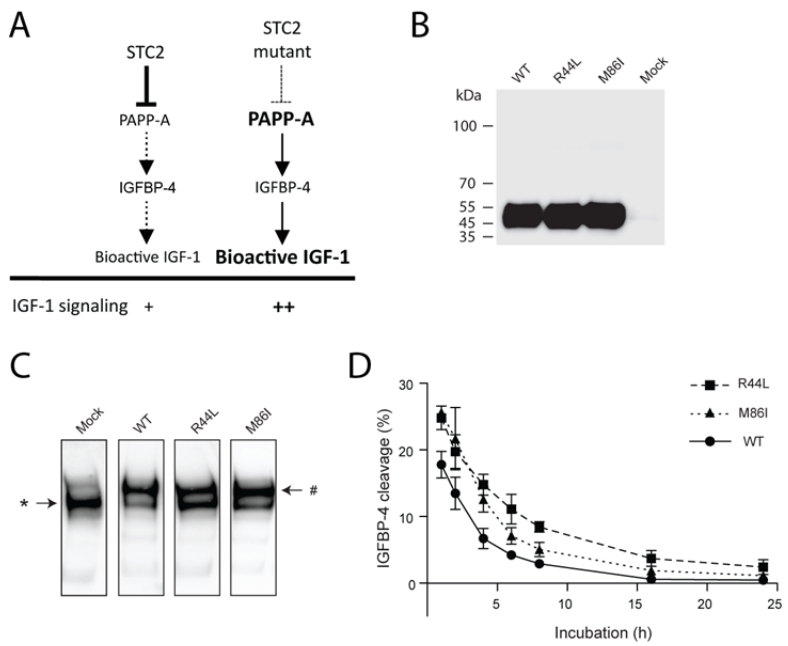 A
STC2
PAPP-A
IGFBP-4
Bioactive IGF-1
STC2
mutant
PAPP-A
IGFBP-4
Bioactive IGF-1
IGF-1 signaling + ++
B
WT R44L M86I Mock
kDa
100
70
55
45
35
C
Mock WT R44L M86I
*
#
D
30
20
10
0
IGFBP-4 cleavage (%)
R44L
M86I
WT
5 10 15 20 25
Incubation (h)